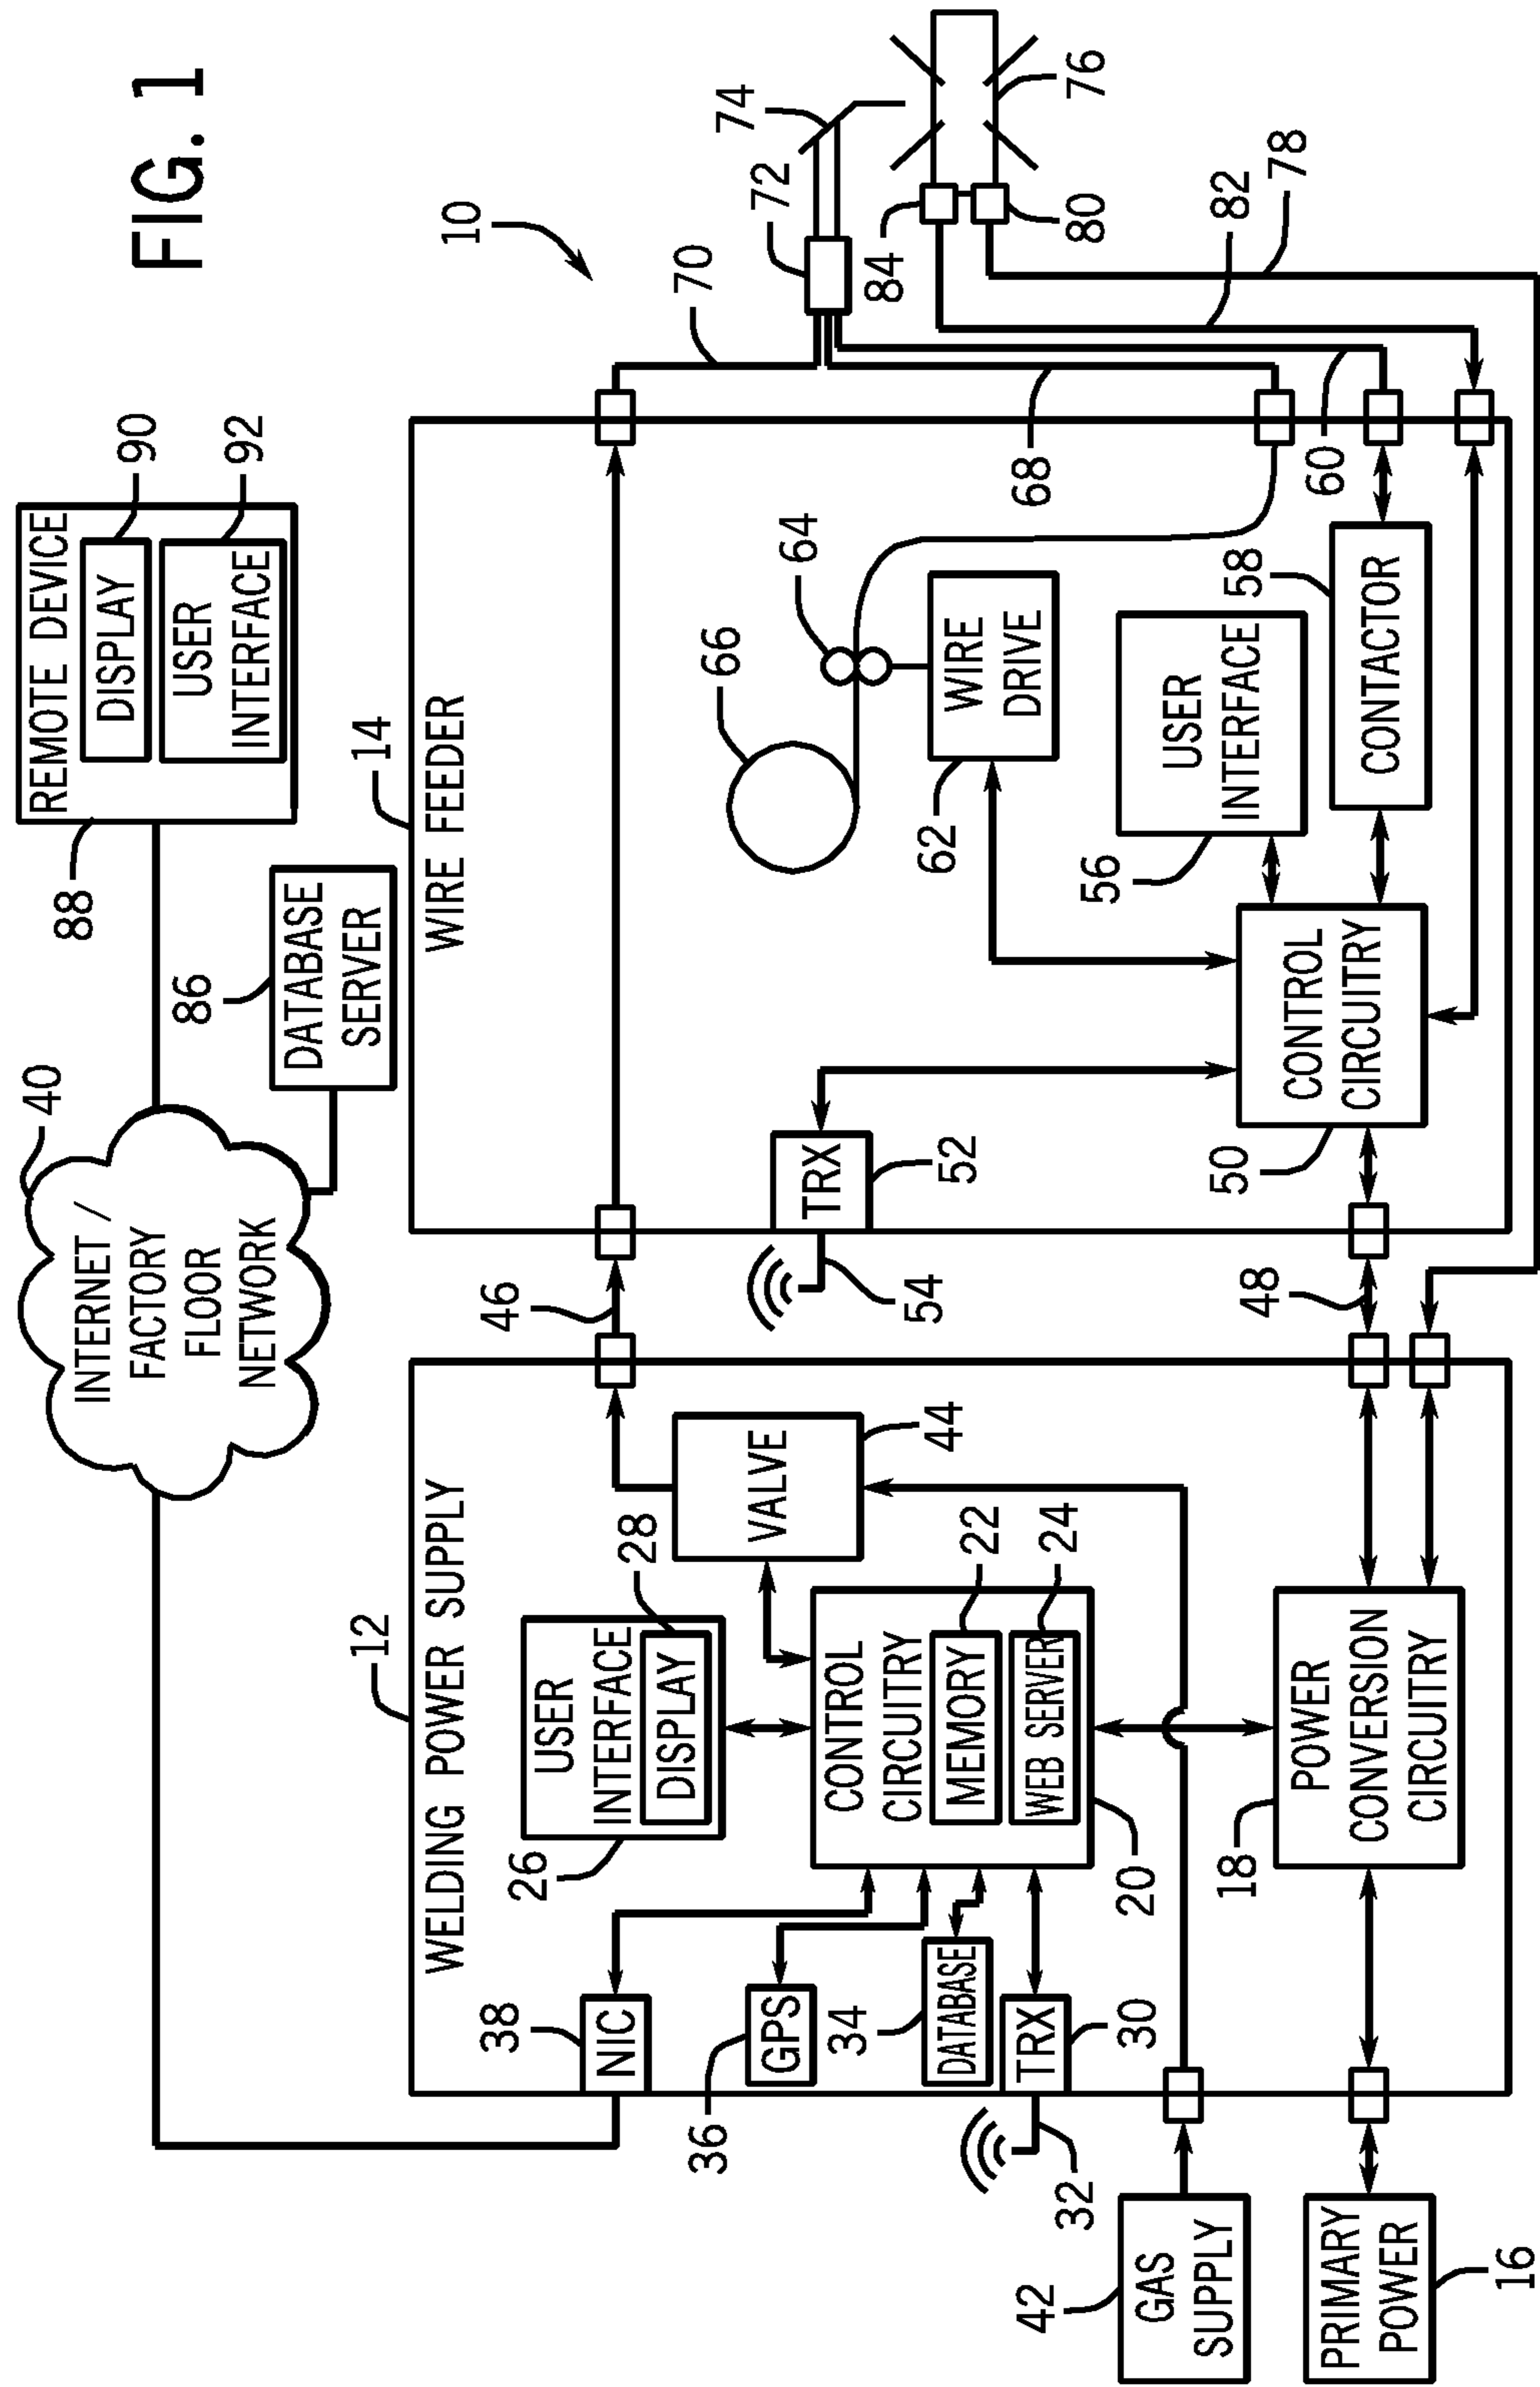 FIG. 1
10
INTERNET /
FACTORY
FLOOR
NETWORK
40
REMOTE DEVICE
DISPLAY
USER
INTERFACE
88
90
92
DATABASE
SERVER
86
12
WELDING POWER SUPPLY
NIC
38
GPS
36
DATABASE
34
TRX
30
32
USER
INTERFACE
DISPLAY
26
28
CONTROL
CIRCUITRY
MEMORY
WEB SERVER
20
22
24
VALVE
44
POWER
CONVERSION
CIRCUITRY
18
GAS
SUPPLY
42
PRIMARY
POWER
16
46
48
14
WIRE FEEDER
TRX
52
54
CONTROL
CIRCUITRY
50
USER
INTERFACE
56
CONTACTOR
58
WIRE
DRIVE
62
64
66
68
60
70
72
74
76
84
80
82
78